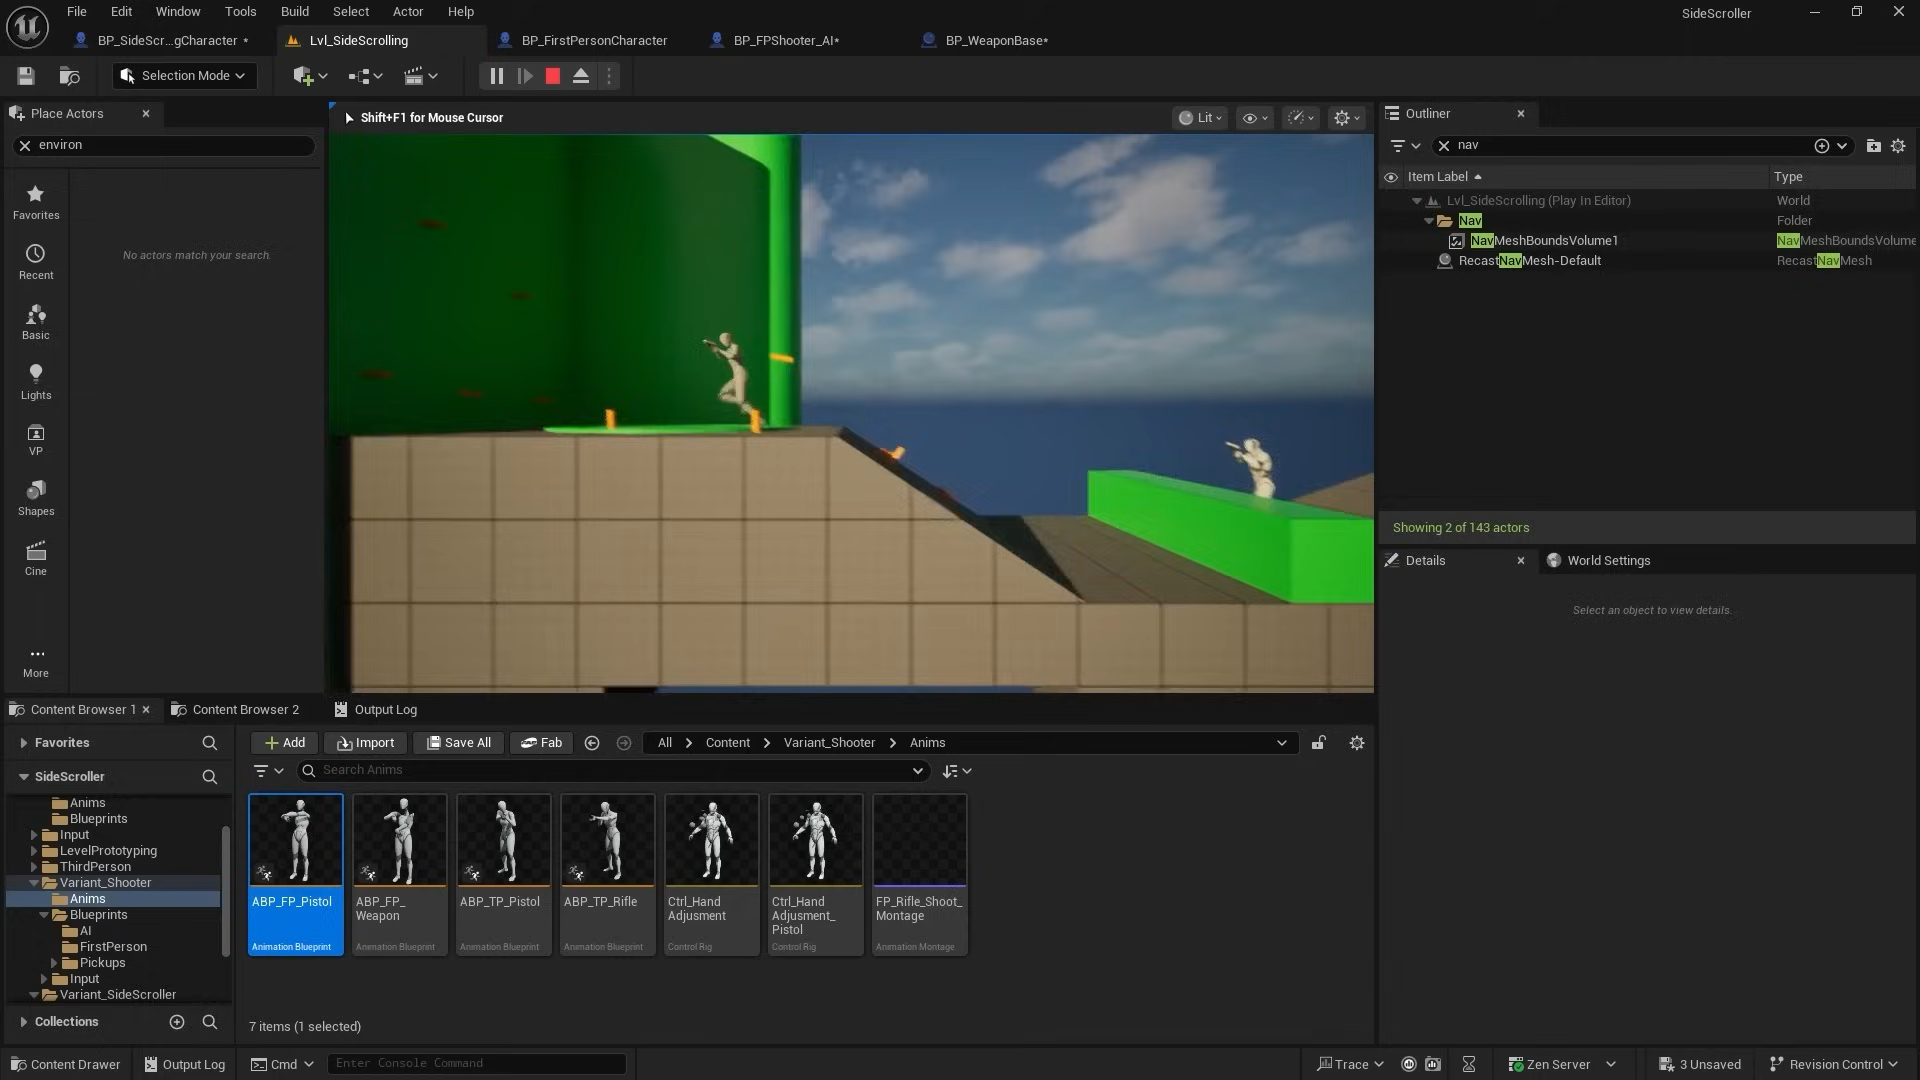 File Edit Window Tools Build Select Actor Help
SideScroller
BP_SideScr...gCharacter *
Lvl_SideScrolling
BP_FirstPersonCharacter
BP_FPShooter_AI*
BP_WeaponBase*
Selection Mode
Place Actors
environ
No actors match your search.
Favorites
Recent
Basic
Lights
VP
Shapes
Cine
More
Shift+F1 for Mouse Cursor
Lit
Outliner
nav
Item Label
Type
Lvl_SideScrolling (Play In Editor)
World
Nav
Folder
NavMeshBoundsVolume1
NavMeshBoundsVolume
RecastNavMesh-Default
RecastNavMesh
Showing 2 of 143 actors
Details
World Settings
Select an object to view details.
Content Browser 1
Content Browser 2
Output Log
Favorites
SideScroller
Anims
Blueprints
Input
LevelPrototyping
ThirdPerson
Variant_Shooter
Anims
Blueprints
AI
FirstPerson
Pickups
Input
Variant_SideScroller
Collections
Add
Import
Save All
Fab
All > Content > Variant_Shooter > Anims
Search Anims
ABP_FP_Pistol
Animation Blueprint
ABP_FP_
Weapon
Animation Blueprint
ABP_TP_Pistol
Animation Blueprint
ABP_TP_Rifle
Animation Blueprint
Ctrl_Hand
Adjusment
Control Rig
Ctrl_Hand
Adjusment_
Pistol
Control Rig
FP_Rifle_Shoot_
Montage
Animation Montage
7 items (1 selected)
Content Drawer
Output Log
Cmd
Enter Console Command
Trace
Zen Server
3 Unsaved
Revision Control